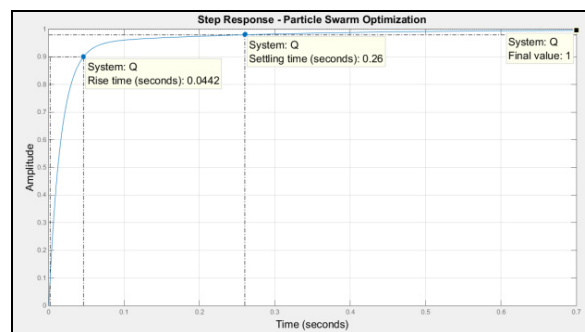 Step Response - Particle Swarm Optimization
1
0.9
0.8
0.7
0.6
0.5
0.4
0.3
0.2
0.1
0
Amplitude
System: Q
Rise time (seconds): 0.0442
System: Q
Settling time (seconds): 0.26
System: Q
Final value: 1
0
0.1
0.2
0.3
0.4
0.5
0.6
0.7
Time (seconds)